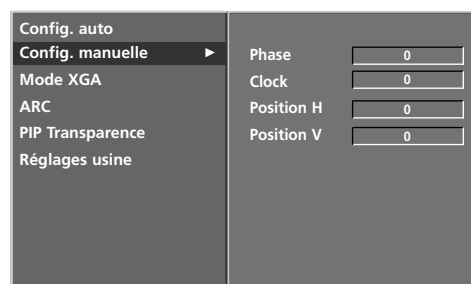 Config. auto
Config. manuelle ►
Mode XGA
ARC
PIP Transparence
Réglages usine
Phase 0
Clock 0
Position H 0
Position V 0